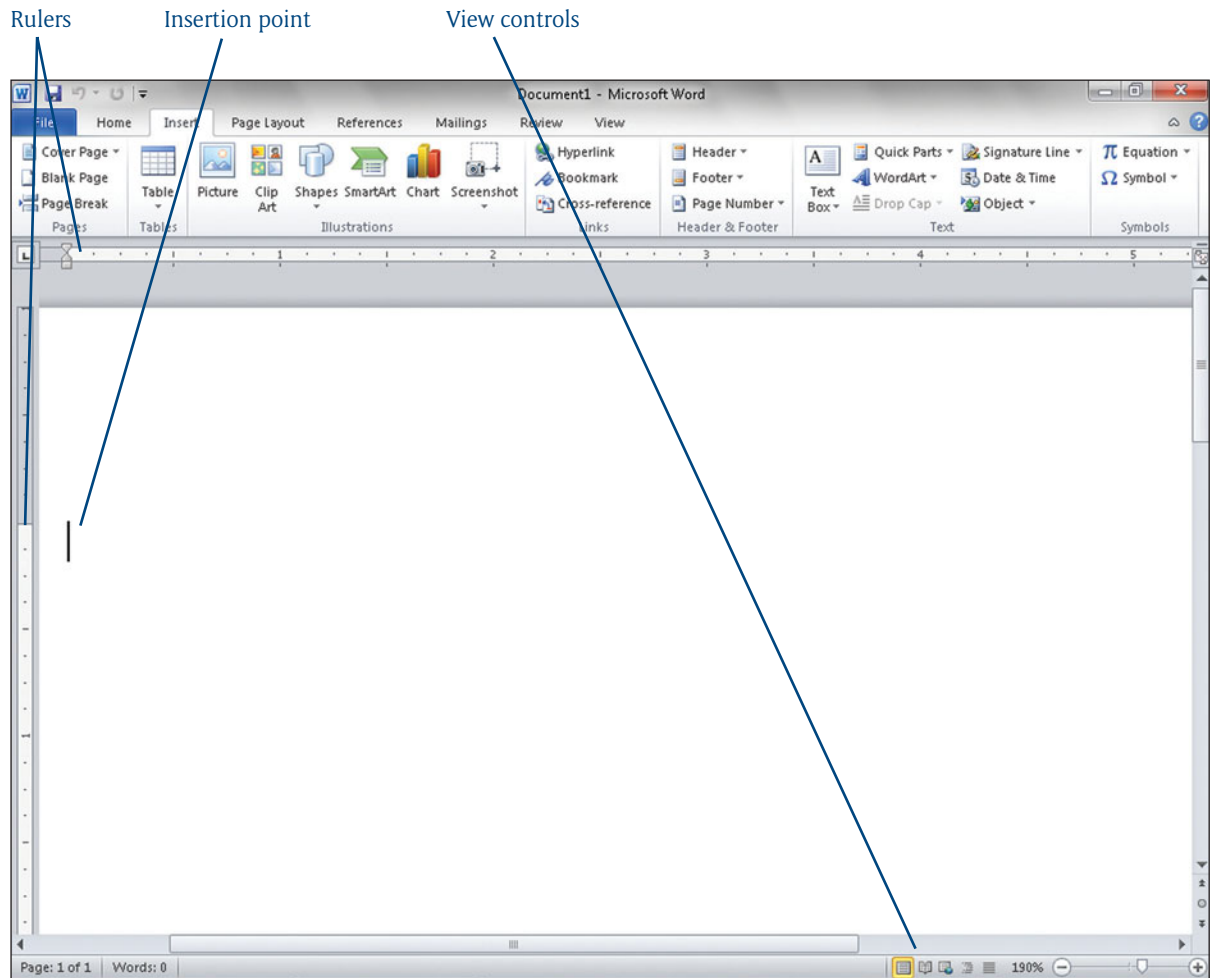 Rulers Insertion point View controls
W Document1 - Microsoft Word
File Home Insert Page Layout References Mailings Review View
Cover Page Hyperlink Header Quick Parts Signature Line π Equation
Blank Page Bookmark Footer A WordArt Date & Time Ω Symbol
Page Break Table Picture Clip Art Shapes SmartArt Chart Screenshot Cross-reference Page Number Text Box Drop Cap Object
Pages Tables Illustrations Links Header & Footer Text Symbols
L 1 2 3 4 5
1
Page: 1 of 1 Words: 0 190%